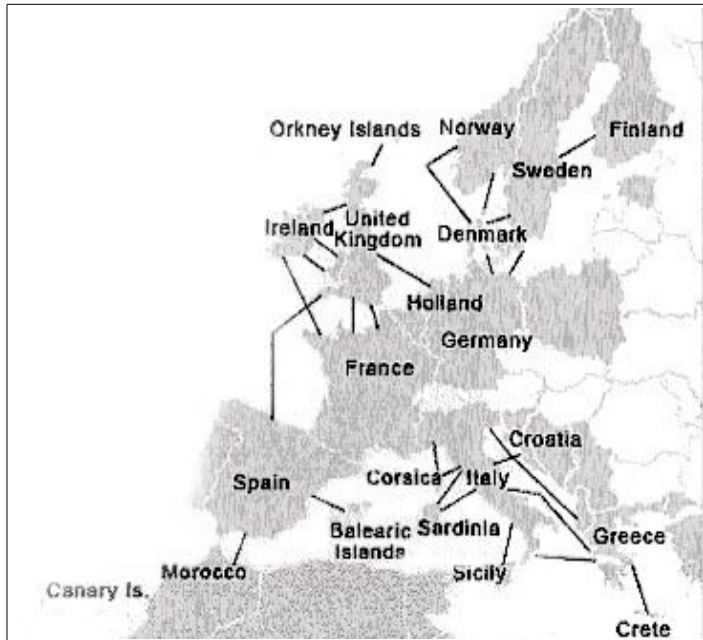 Orkney Islands
Norway
Finland
Sweden
Ireland
United
Kingdom
Denmark
Holland
Germany
France
Croatia
Corsica
Italy
Spain
Balearic
Islands
Sardinia
Greece
Morocco
Sicily
Canary Is.
Crete